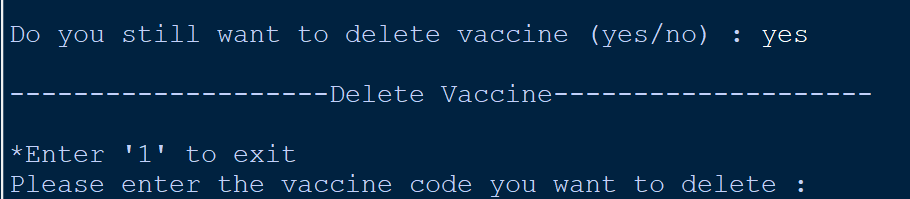 Do you still want to delete vaccine (yes/no) : yes
--------------------Delete Vaccine--------------------
*Enter '1' to exit
Please enter the vaccine code you want to delete :